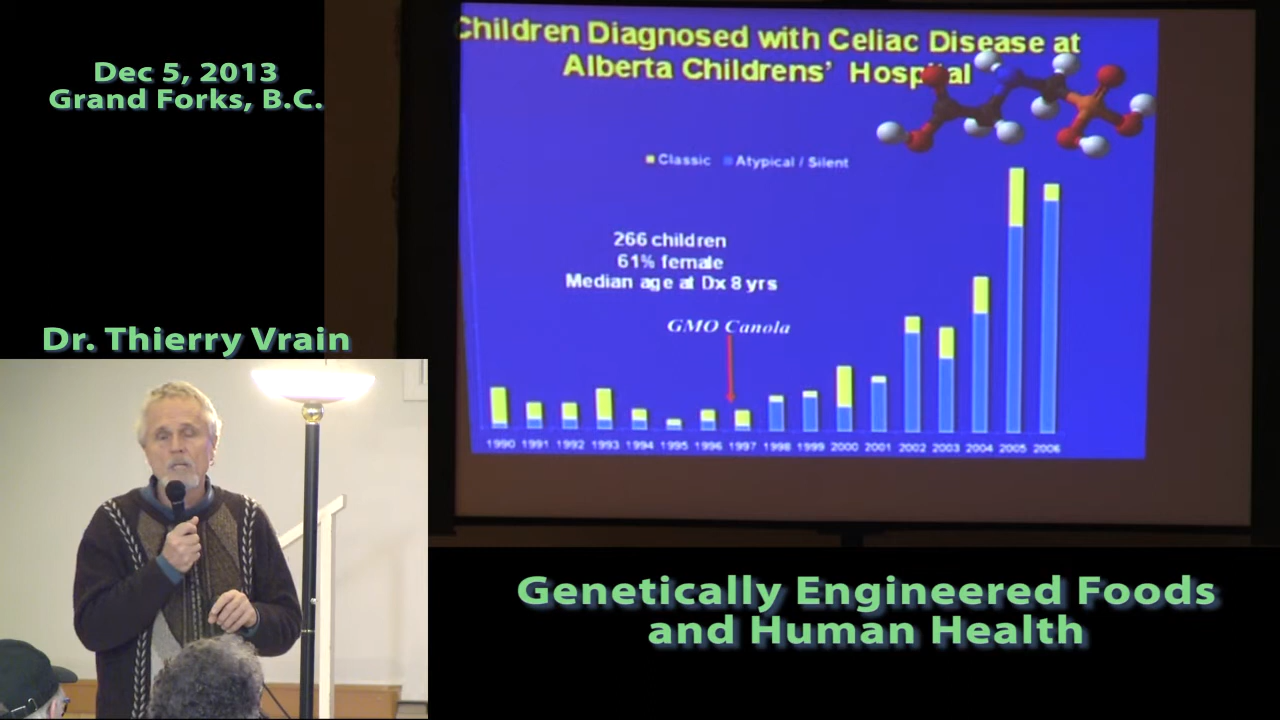 Dec 5, 2013
Grand Forks, B.C.
Dr. Thierry Vrain
Children Diagnosed with Celiac Disease at
Alberta Childrens' Hospital
Classic Atypical / Silent
266 children
61% female
Median age at Dx 8 yrs
GMO Canola
1990 1991 1992 1993 1994 1995 1996 1997 1998 1999 2000 2001 2002 2003 2004 2005 2006
Genetically Engineered Foods
and Human Health